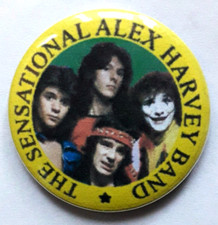 THE SENSATIONAL ALEX HARVEY BAND